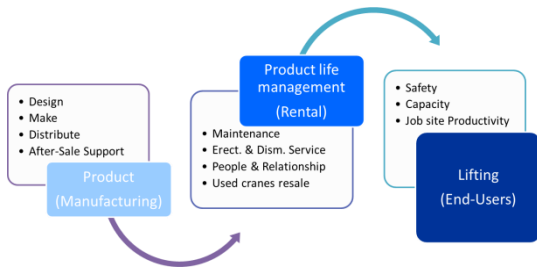 • Design
• Make
• Distribute
• After-Sale Support
Product
(Manufacturing)
Product life
management
(Rental)
• Maintenance
• Erect. & Dism. Service
• People & Relationship
• Used cranes resale
• Safety
• Capacity
• Job site Productivity
Lifting
(End-Users)